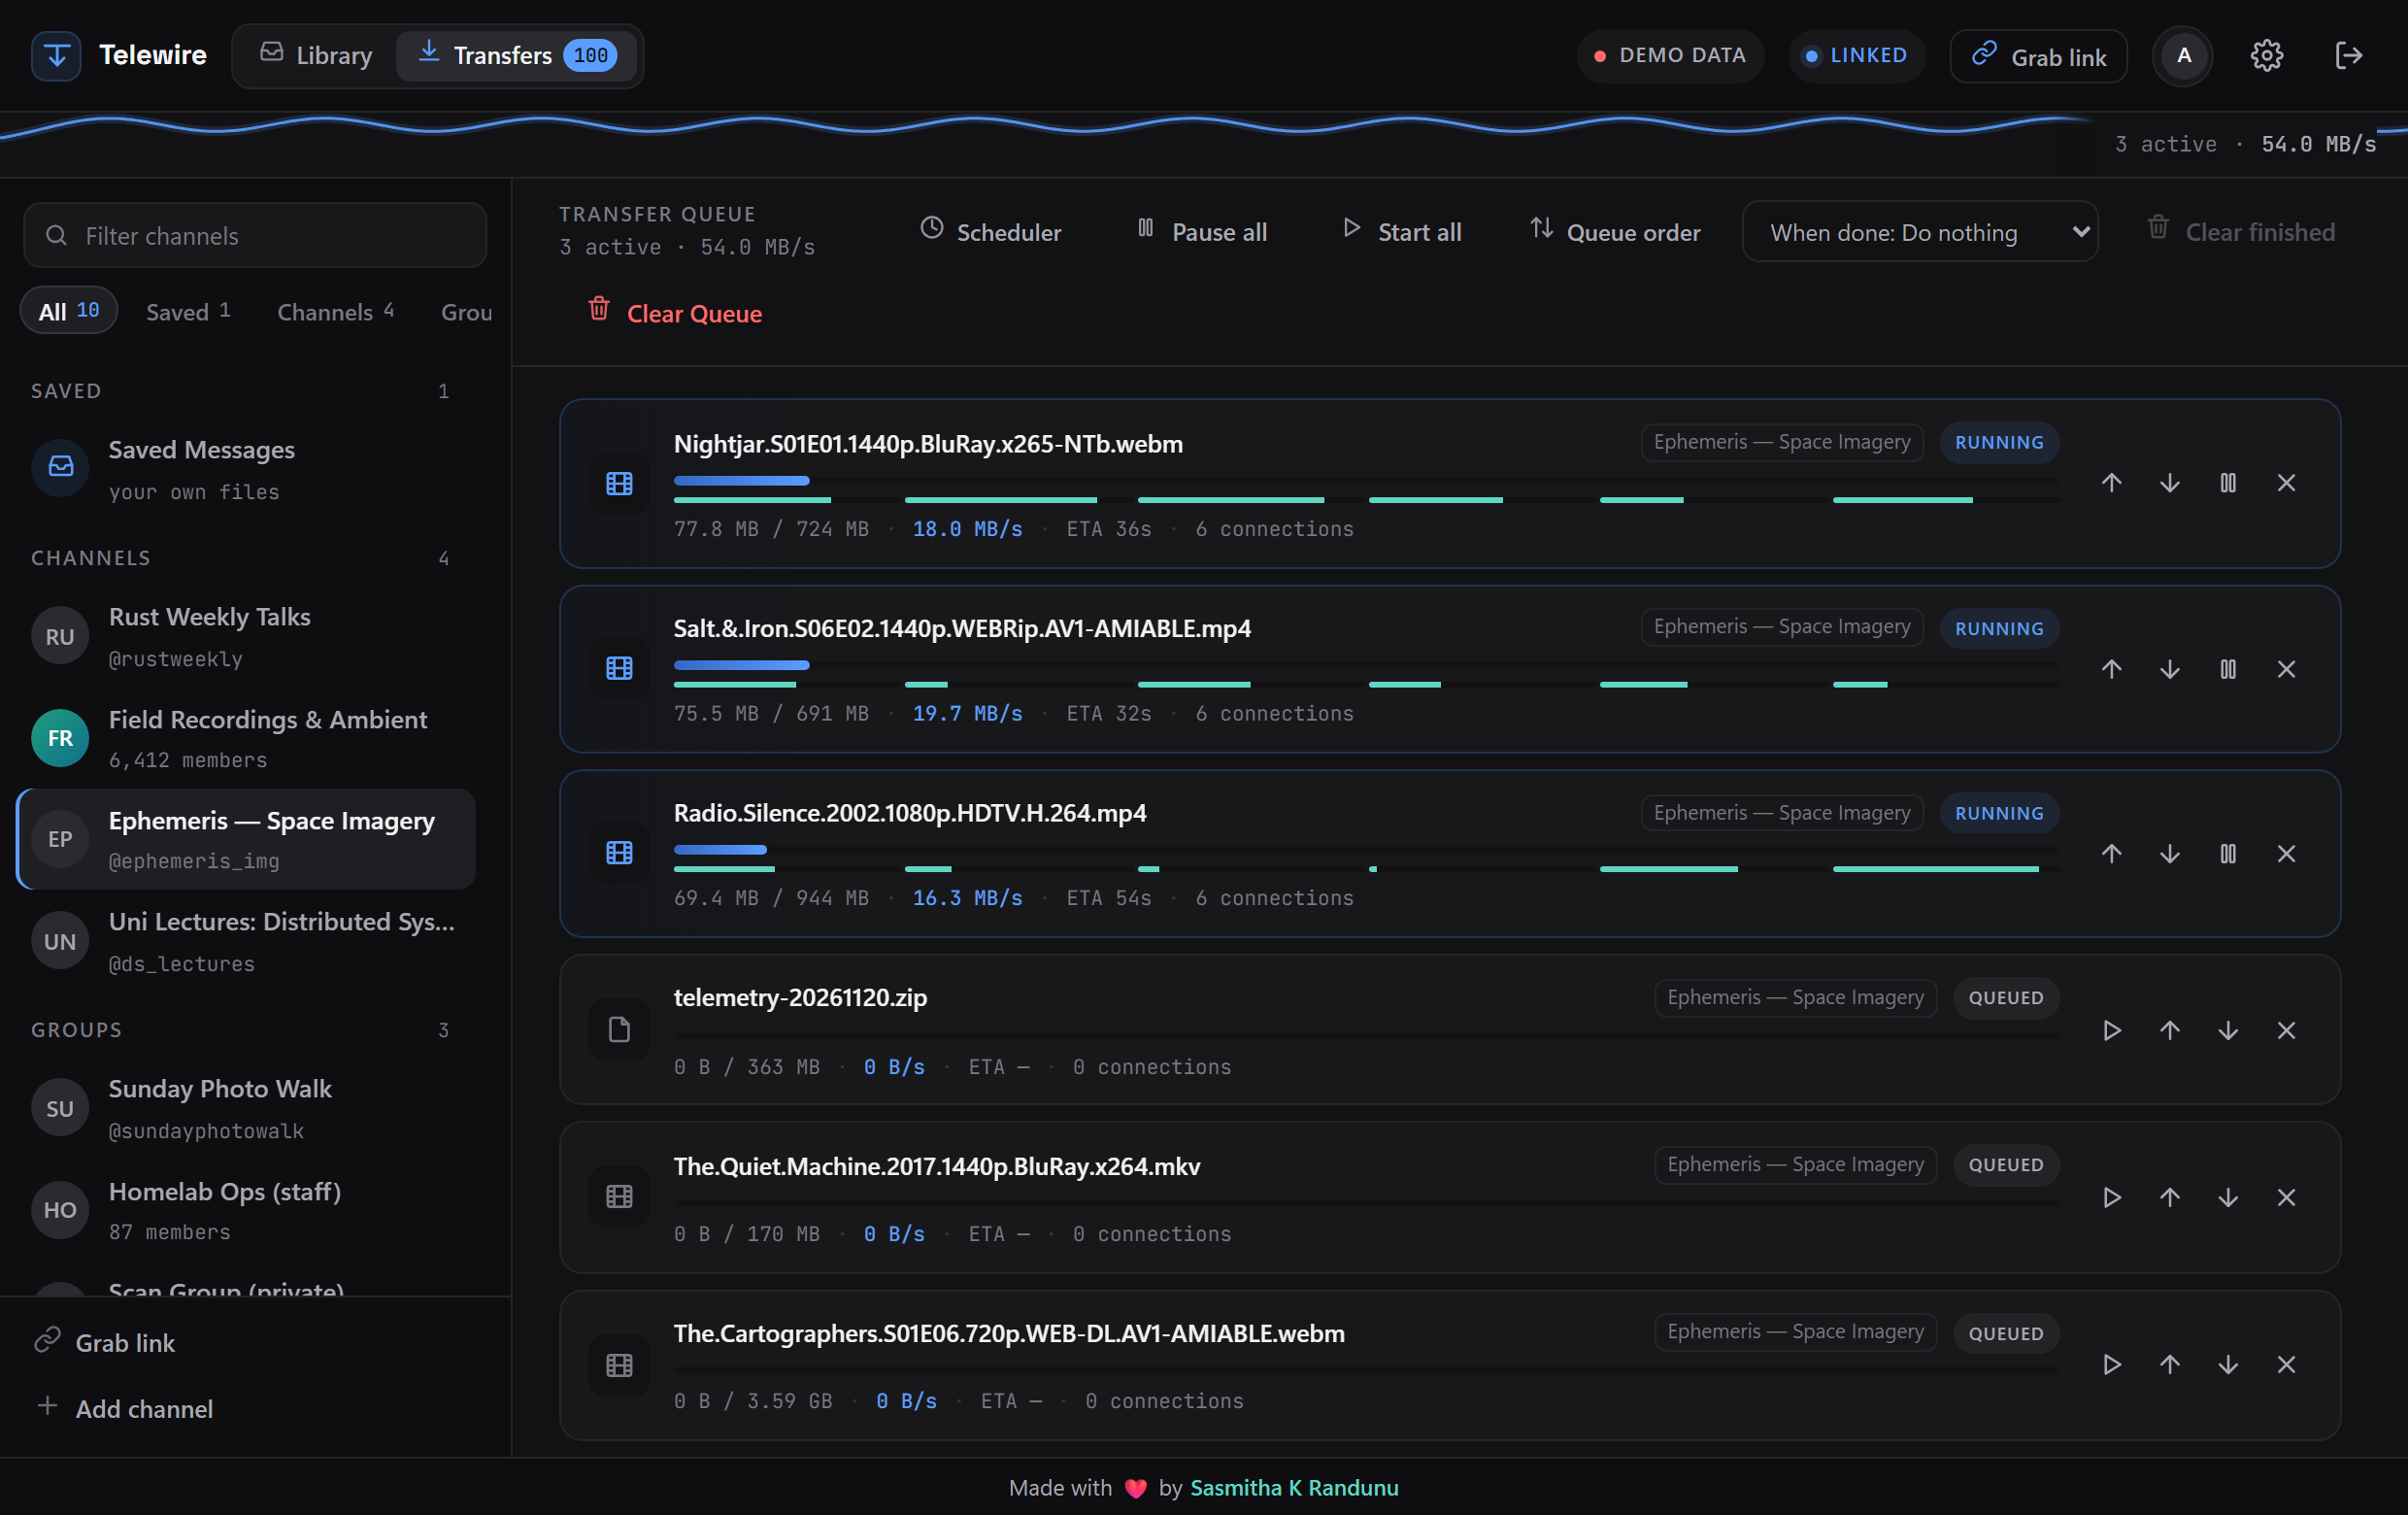 Telewire
Library
Transfers 100
DEMO DATA
LINKED
Grab link
A
3 active · 54.0 MB/s
Filter channels
All 10
Saved 1
Channels 4
Grou
SAVED 1
Saved Messages
your own files
CHANNELS 4
RU
Rust Weekly Talks
@rustweekly
FR
Field Recordings & Ambient
6,412 members
EP
Ephemeris — Space Imagery
@ephemeris_img
UN
Uni Lectures: Distributed Sys...
@ds_lectures
GROUPS 3
SU
Sunday Photo Walk
@sundayphotowalk
HO
Homelab Ops (staff)
87 members
Scan Group (private)
Grab link
Add channel
TRANSFER QUEUE
3 active · 54.0 MB/s
Scheduler
Pause all
Start all
Queue order
When done: Do nothing
Clear finished
Clear Queue
Nightjar.S01E01.1440p.BluRay.x265-NTb.webm
Ephemeris — Space Imagery
RUNNING
77.8 MB / 724 MB · 18.0 MB/s · ETA 36s · 6 connections
Salt.&.Iron.S06E02.1440p.WEBRip.AV1-AMIABLE.mp4
Ephemeris — Space Imagery
RUNNING
75.5 MB / 691 MB · 19.7 MB/s · ETA 32s · 6 connections
Radio.Silence.2002.1080p.HDTV.H.264.mp4
Ephemeris — Space Imagery
RUNNING
69.4 MB / 944 MB · 16.3 MB/s · ETA 54s · 6 connections
telemetry-20261120.zip
Ephemeris — Space Imagery
QUEUED
0 B / 363 MB · 0 B/s · ETA — · 0 connections
The.Quiet.Machine.2017.1440p.BluRay.x264.mkv
Ephemeris — Space Imagery
QUEUED
0 B / 170 MB · 0 B/s · ETA — · 0 connections
The.Cartographers.S01E06.720p.WEB-DL.AV1-AMIABLE.webm
Ephemeris — Space Imagery
QUEUED
0 B / 3.59 GB · 0 B/s · ETA — · 0 connections
Made with ❤️ by Sasmitha K Randunu